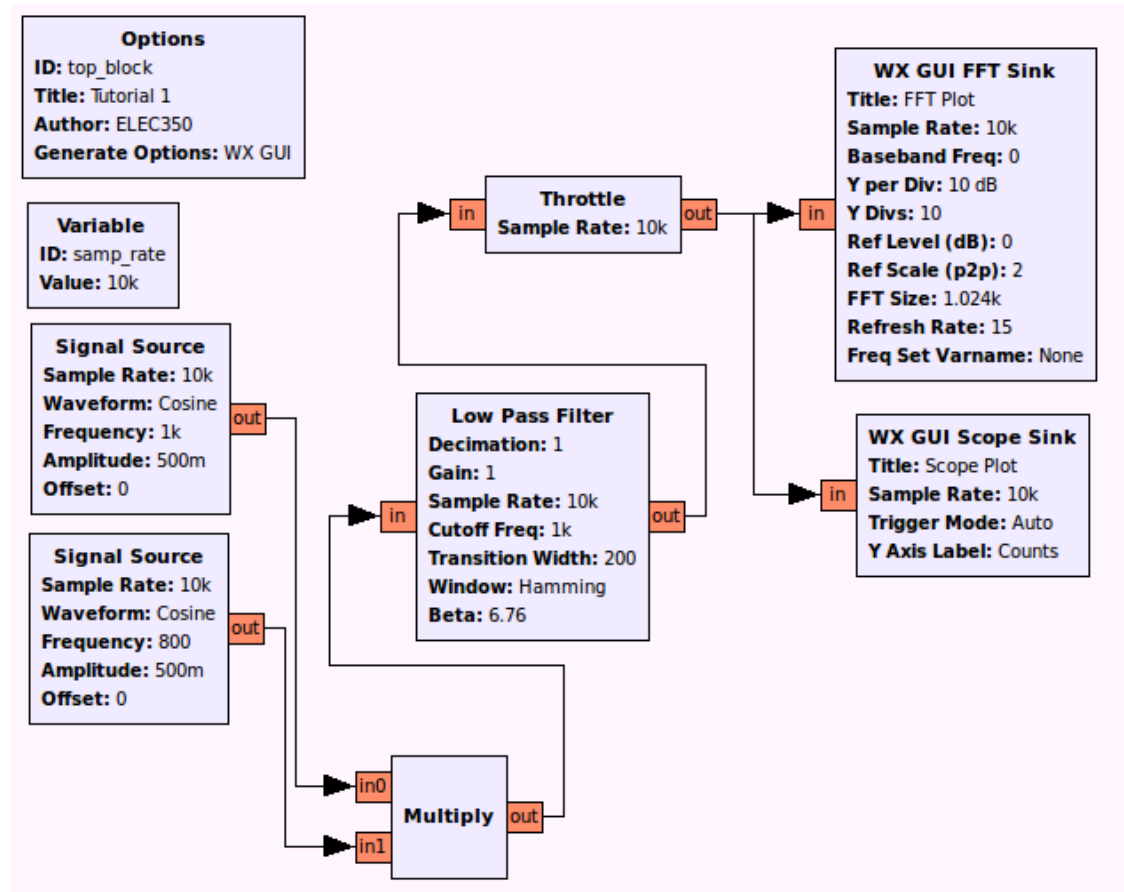 Options
ID: top_block
Title: Tutorial 1
Author: ELEC350
Generate Options: WX GUI
Variable
ID: samp_rate
Value: 10k
Signal Source
Sample Rate: 10k
Waveform: Cosine
Frequency: 1k
Amplitude: 500m
Offset: 0
out
Signal Source
Sample Rate: 10k
Waveform: Cosine
Frequency: 800
Amplitude: 500m
Offset: 0
out
in0
in1
Multiply
out
in
Low Pass Filter
Decimation: 1
Gain: 1
Sample Rate: 10k
Cutoff Freq: 1k
Transition Width: 200
Window: Hamming
Beta: 6.76
out
in
Throttle
Sample Rate: 10k
out
in
WX GUI FFT Sink
Title: FFT Plot
Sample Rate: 10k
Baseband Freq: 0
Y per Div: 10 dB
Y Divs: 10
Ref Level (dB): 0
Ref Scale (p2p): 2
FFT Size: 1.024k
Refresh Rate: 15
Freq Set Varname: None
in
WX GUI Scope Sink
Title: Scope Plot
Sample Rate: 10k
Trigger Mode: Auto
Y Axis Label: Counts